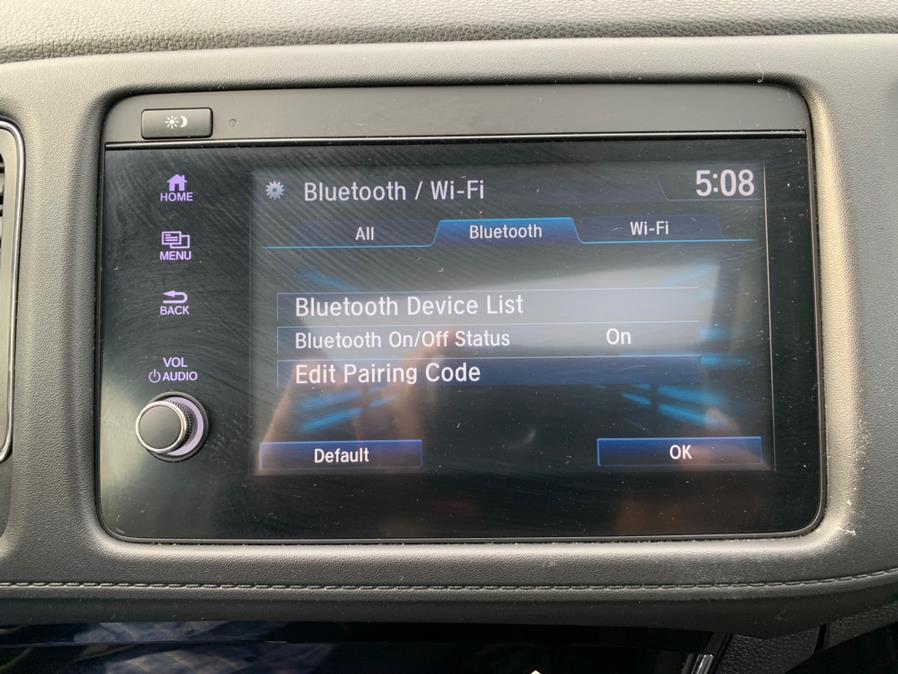 HOME
MENU
BACK
VOL
AUDIO
Bluetooth / Wi-Fi
5:08
All
Bluetooth
Wi-Fi
Bluetooth Device List
Bluetooth On/Off Status On
Edit Pairing Code
Default
OK